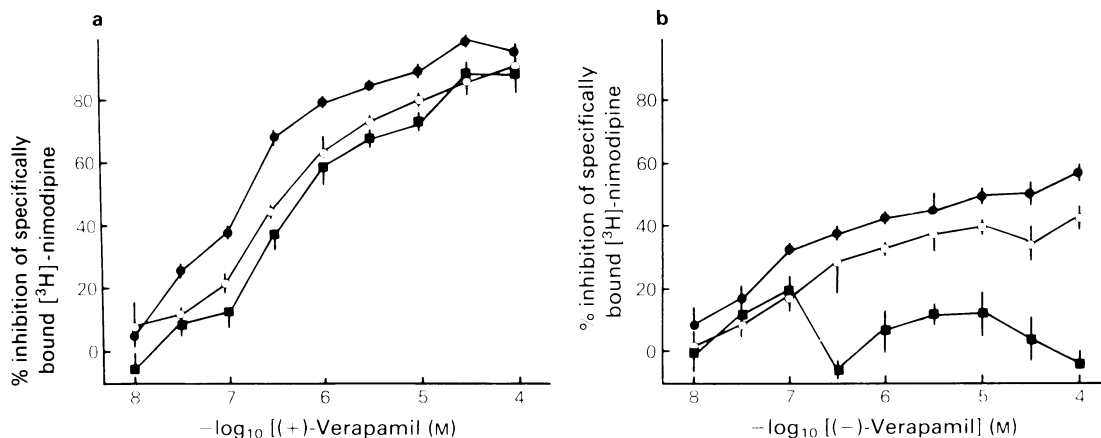 a
80
60
40
20
0
% inhibition of specifically
bound [³H]-nimodipine
8 7 6 5 4
−log₁₀ [(+)-Verapamil (M)
b
80
60
40
20
0
% inhibition of specifically
bound [³H]-nimodipine
8 7 6 5 4
−log₁₀ [(−)-Verapamil] (M)